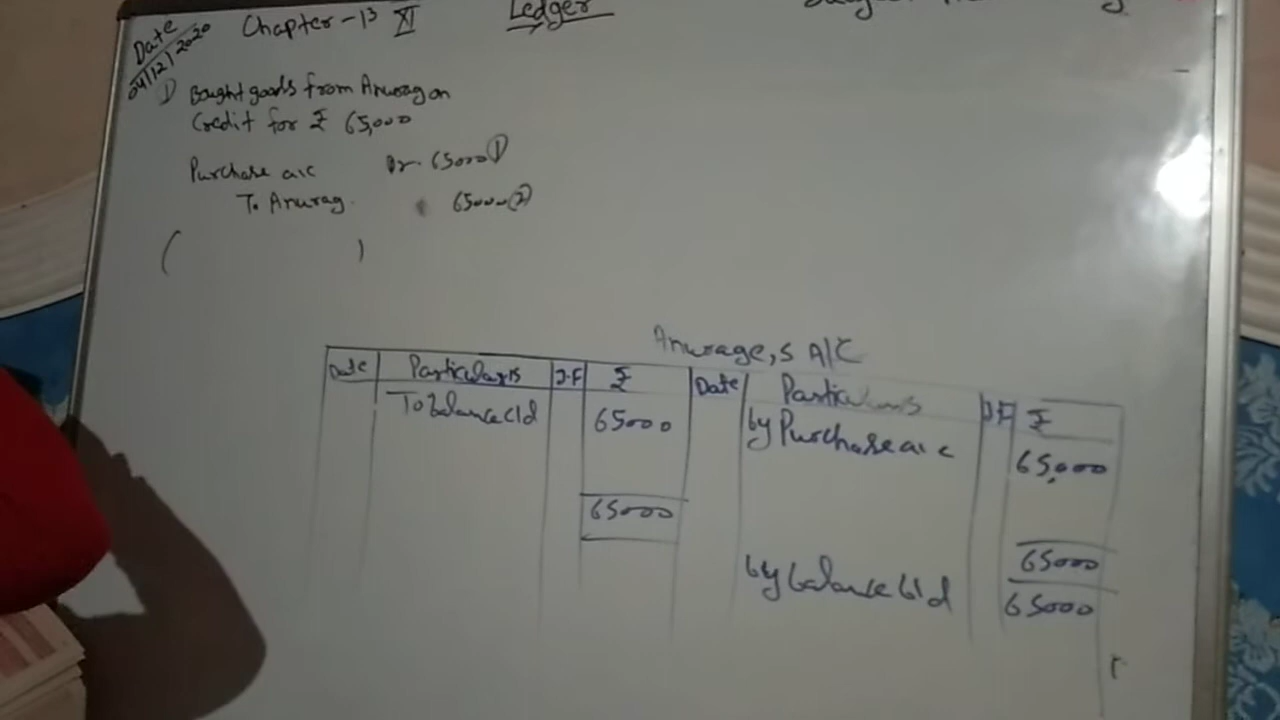 Date
04/12/2020
Chapter-13 XI
Ledger
1) Bought goods from Anurag on
Credit for ₹ 65,000
Purchase a/c Dr. 65000 ①
To Anurag 65000 ②
( )
Anurage,s A/C
Date Particulars J.F ₹ Date Particulars J.F ₹
To balance c/d 65000 by Purchase a/c 65,000
65000 65000
by balance b/d 65000